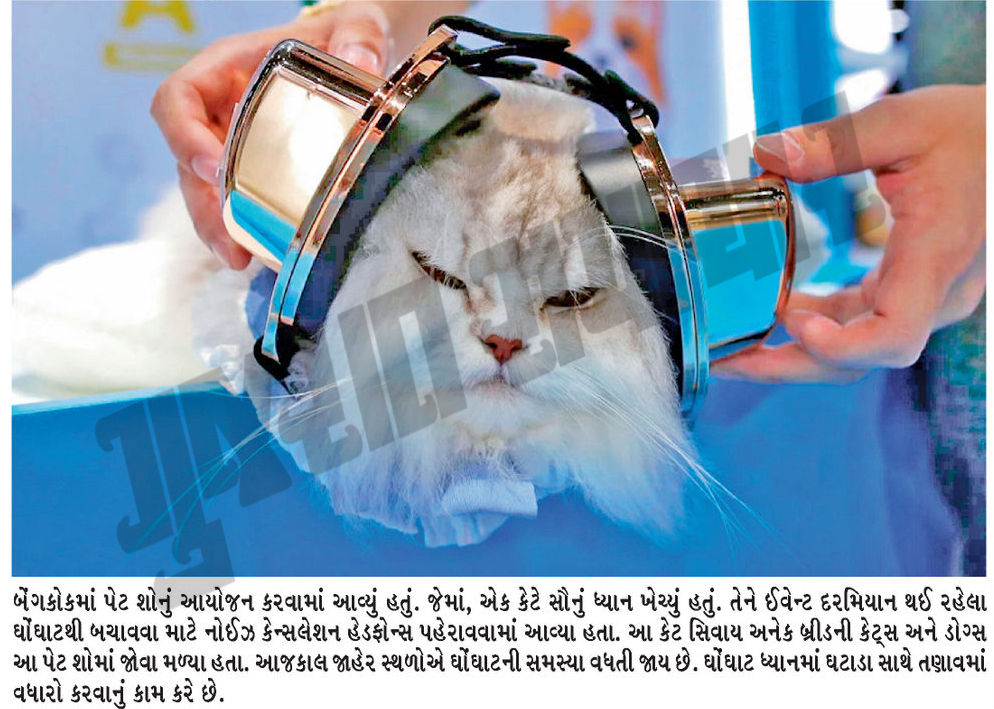 ગુજરાત સમાચાર
બેંગકોકમાં પેટ શોનું આયોજન કરવામાં આવ્યું હતું. જેમાં, એક કેટે સૌનું ધ્યાન ખેચ્યું હતું. તેને ઈવેન્ટ દરમિયાન થઈ રહેલા
ઘોંઘાટથી બચાવવા માટે નોઈઝ કેન્સલેશન હેડફોન્સ પહેરાવવામાં આવ્યા હતા. આ કેટ સિવાય અનેક બ્રીડની કેટ્સ અને ડોગ્સ
આ પેટ શોમાં જોવા મળ્યા હતા. આજકાલ જાહેર સ્થળોએ ઘોંઘાટની સમસ્યા વધતી જાય છે. ઘોંઘાટ ધ્યાનમાં ઘટાડા સાથે તણાવમાં
વધારો કરવાનું કામ કરે છે.